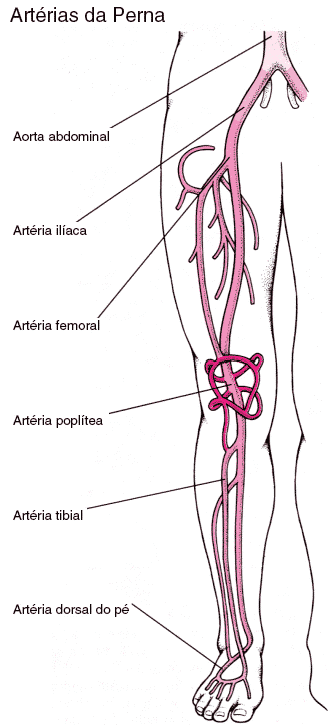 Artérias da Perna
Aorta abdominal
Artéria ilíaca
Artéria femoral
Artéria poplítea
Artéria tibial
Artéria dorsal do pé